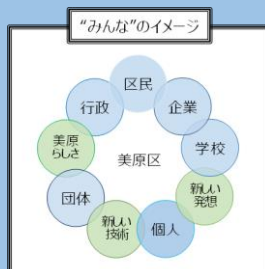 “みんな”のイメージ
区民
行政
企業
美原
らしさ
学校
美原区
団体
新しい
発想
新しい
技術
個人